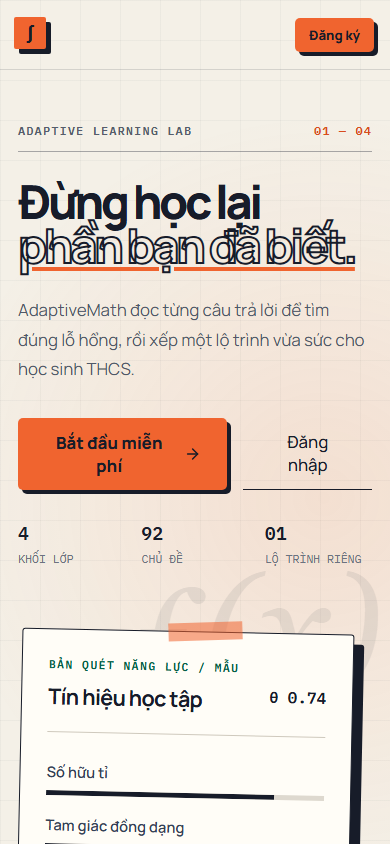 ∫
Đăng ký
ADAPTIVE LEARNING LAB
01 — 04
Đừng học lại
phần bạn đã biết.
AdaptiveMath đọc từng câu trả lời để tìm
đúng lỗ hổng, rồi xếp một lộ trình vừa sức cho
học sinh THCS.
Bắt đầu miễn
phí →
Đăng
nhập
4
KHỐI LỚP
92
CHỦ ĐỀ
01
LỘ TRÌNH RIÊNG
f(x)
BẢN QUÉT NĂNG LỰC / MẪU
Tín hiệu học tập
θ 0.74
Số hữu tỉ
Tam giác đồng dạng